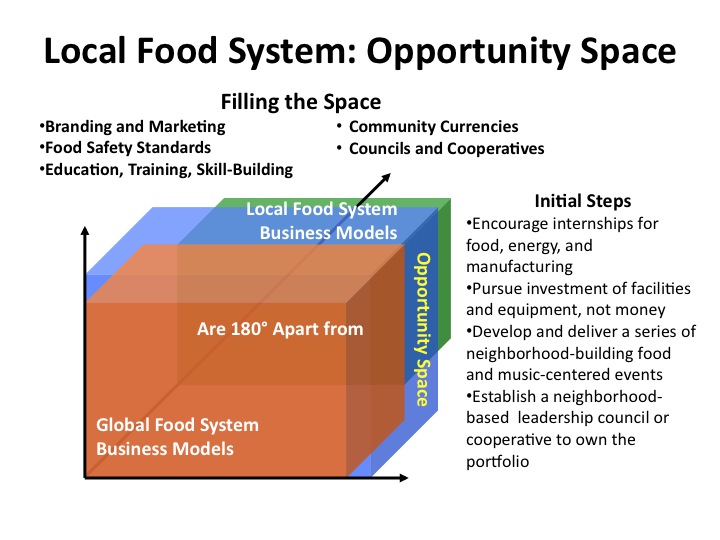 Local Food System: Opportunity Space
Filling the Space
•Branding and Marketing
•Food Safety Standards
•Education, Training, Skill-Building
• Community Currencies
• Councils and Cooperatives
Local Food System
Business Models
Opportunity Space
Are 180° Apart from
Global Food System
Business Models
Initial Steps
•Encourage internships for
food, energy, and
manufacturing
•Pursue investment of facilities
and equipment, not money
•Develop and deliver a series of
neighborhood-building food
and music-centered events
•Establish a neighborhood-
based leadership council or
cooperative to own the
portfolio